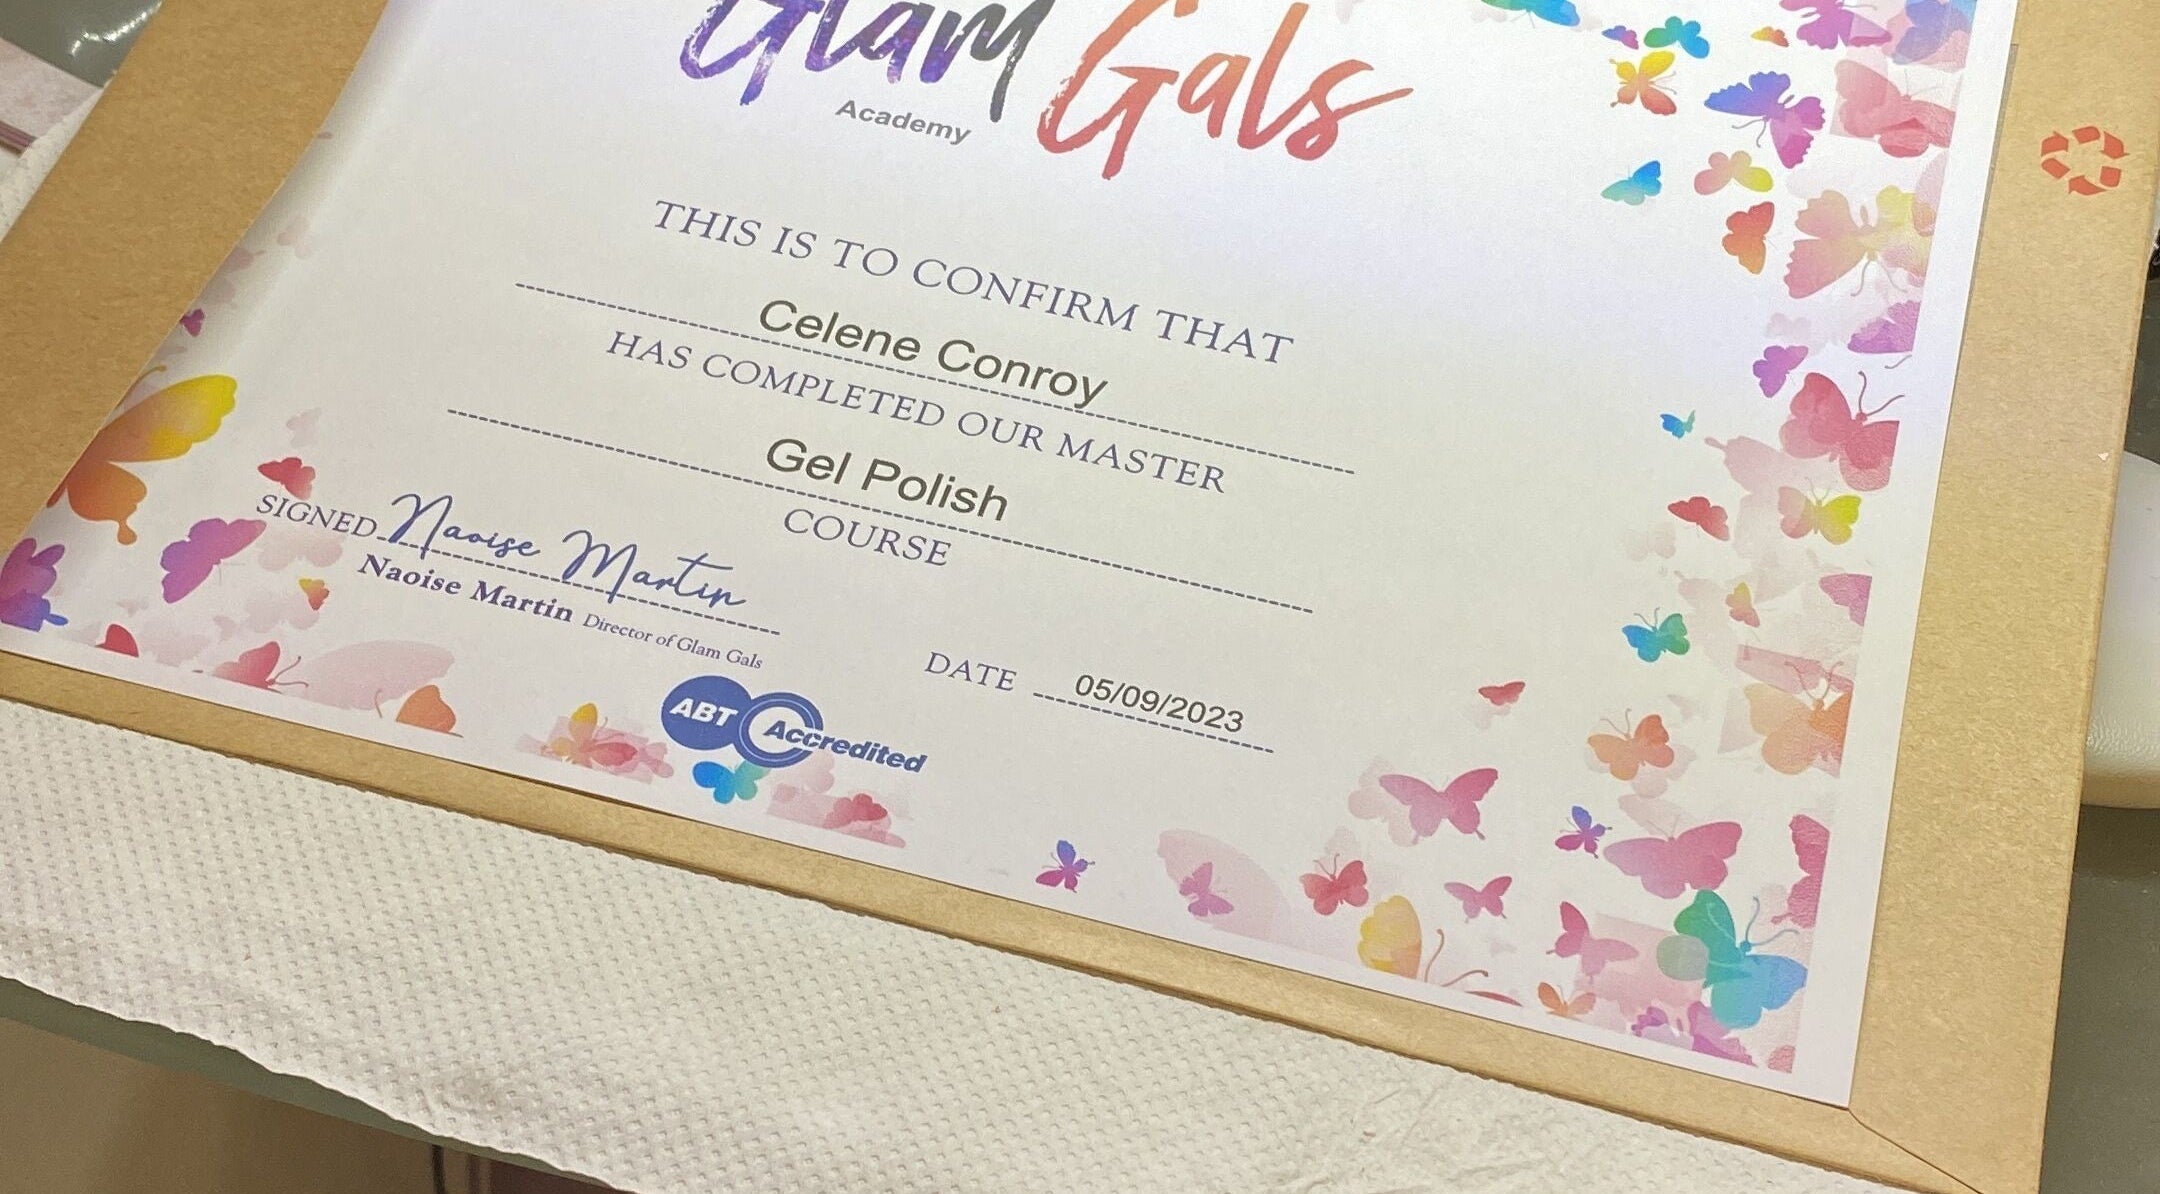 Glam Gals
Academy
THIS IS TO CONFIRM THAT
Celene Conroy
HAS COMPLETED OUR MASTER
Gel Polish
COURSE
SIGNED Naoise Martin
Naoise Martin Director of Glam Gals
DATE 05/09/2023
ABT Accredited